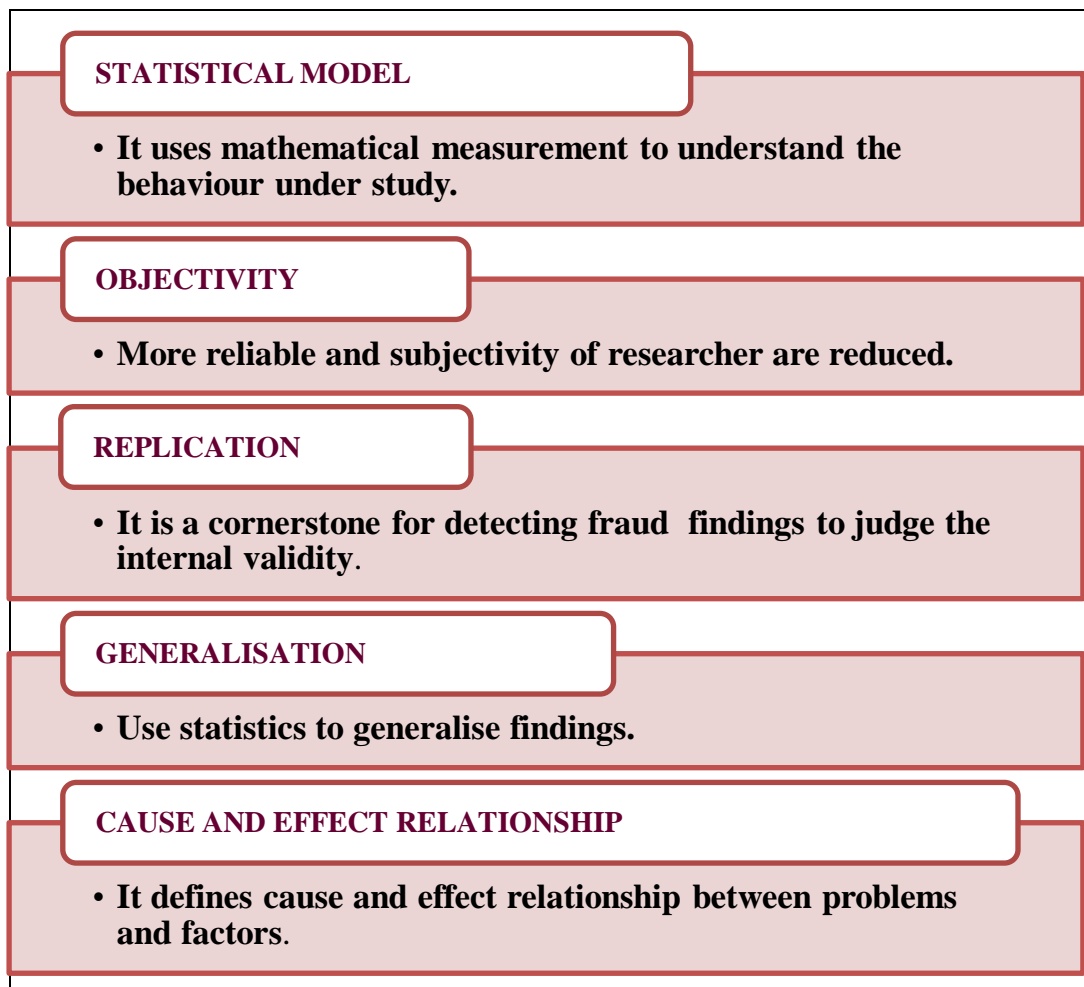 STATISTICAL MODEL
• It uses mathematical measurement to understand the
behaviour under study.
OBJECTIVITY
• More reliable and subjectivity of researcher are reduced.
REPLICATION
• It is a cornerstone for detecting fraud  findings to judge the
internal validity.
GENERALISATION
• Use statistics to generalise findings.
CAUSE AND EFFECT RELATIONSHIP
• It defines cause and effect relationship between problems
and factors.